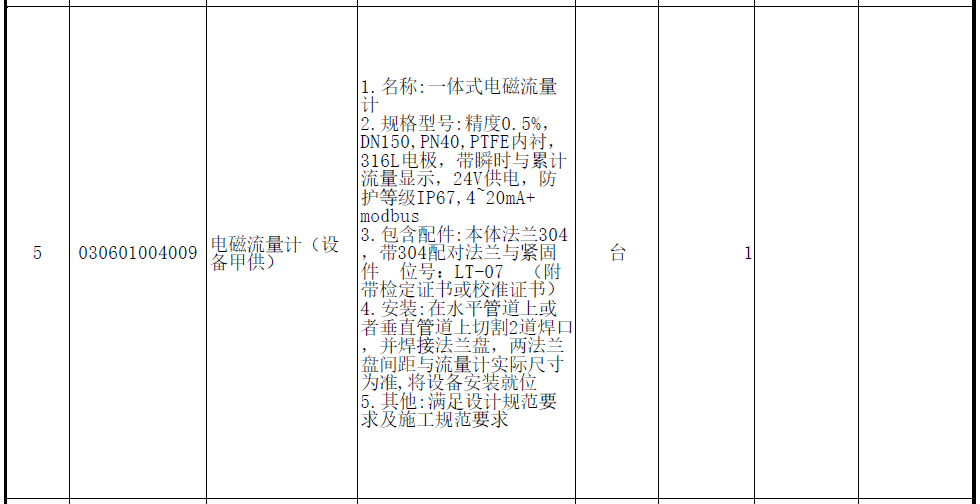 5
030601004009
电磁流量计（设
备甲供）
1.名称:一体式电磁流量
计
2.规格型号:精度0.5%，
DN150,PN40,PTFE内衬，
316L电极，带瞬时与累计
流量显示，24V供电，防
护等级IP67,4~20mA+
modbus
3.包含配件:本体法兰304
，带304配对法兰与紧固
件 位号：LT-07 （附
带检定证书或校准证书）
4.安装:在水平管道上或
者垂直管道上切割2道焊口
，并焊接法兰盘，两法兰
盘间距与流量计实际尺寸
为准,将设备安装就位
5.其他:满足设计规范要
求及施工规范要求
台
1